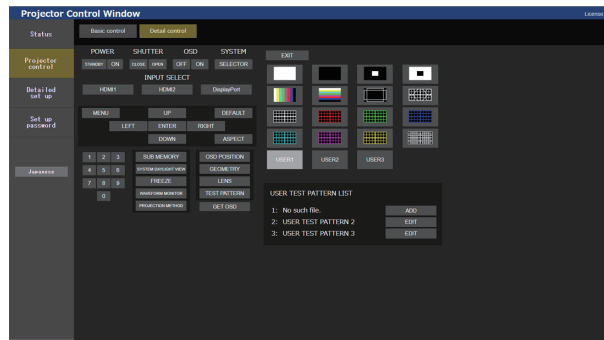 Projector Control Window
License
Status
Projector control
Detailed set up
Set up password
Japanese
Basic control
Detail control
POWER SHUTTER OSD SYSTEM
STANDBY ON CLOSE OPEN OFF ON SELECTOR
INPUT SELECT
HDMI1 HDMI2 DisplayPort
MENU UP DEFAULT
LEFT ENTER RIGHT
DOWN ASPECT
1 2 3
4 5 6
7 8 9
0
SUB MEMORY
SYSTEM DAYLIGHT VIEW
FREEZE
WAVEFORM MONITOR
PROJECTION METHOD
OSD POSITION
GEOMETRY
LENS
TEST PATTERN
GET OSD
EXIT
USER1 USER2 USER3
USER TEST PATTERN LIST
1: No such file. ADD
2: USER TEST PATTERN 2 EDIT
3: USER TEST PATTERN 3 EDIT